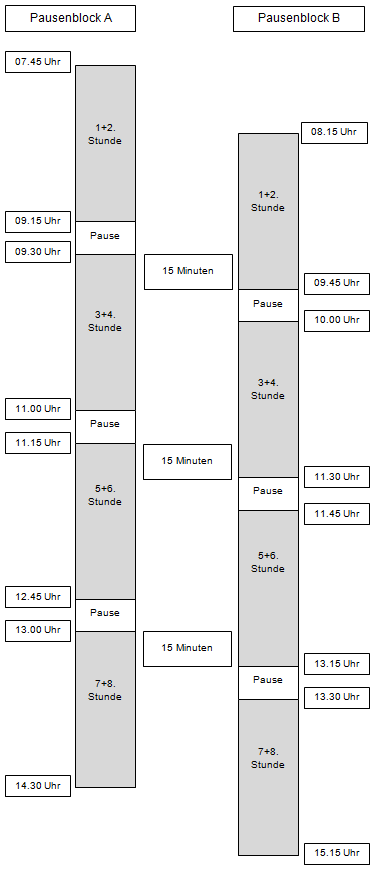 Pausenblock A
Pausenblock B
07.45 Uhr
1+2.
Stunde
08.15 Uhr
1+2.
Stunde
09.15 Uhr
Pause
09.30 Uhr
15 Minuten
09.45 Uhr
Pause
10.00 Uhr
3+4.
Stunde
3+4.
Stunde
11.00 Uhr
Pause
11.15 Uhr
15 Minuten
11.30 Uhr
Pause
11.45 Uhr
5+6.
Stunde
5+6.
Stunde
12.45 Uhr
Pause
13.00 Uhr
15 Minuten
13.15 Uhr
Pause
13.30 Uhr
7+8.
Stunde
7+8.
Stunde
14.30 Uhr
15.15 Uhr